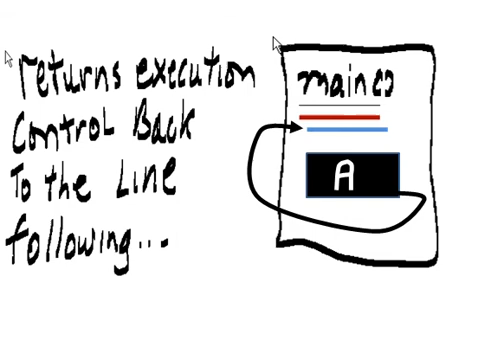 returns execution
Control Back
To the Line
following...
main()
A